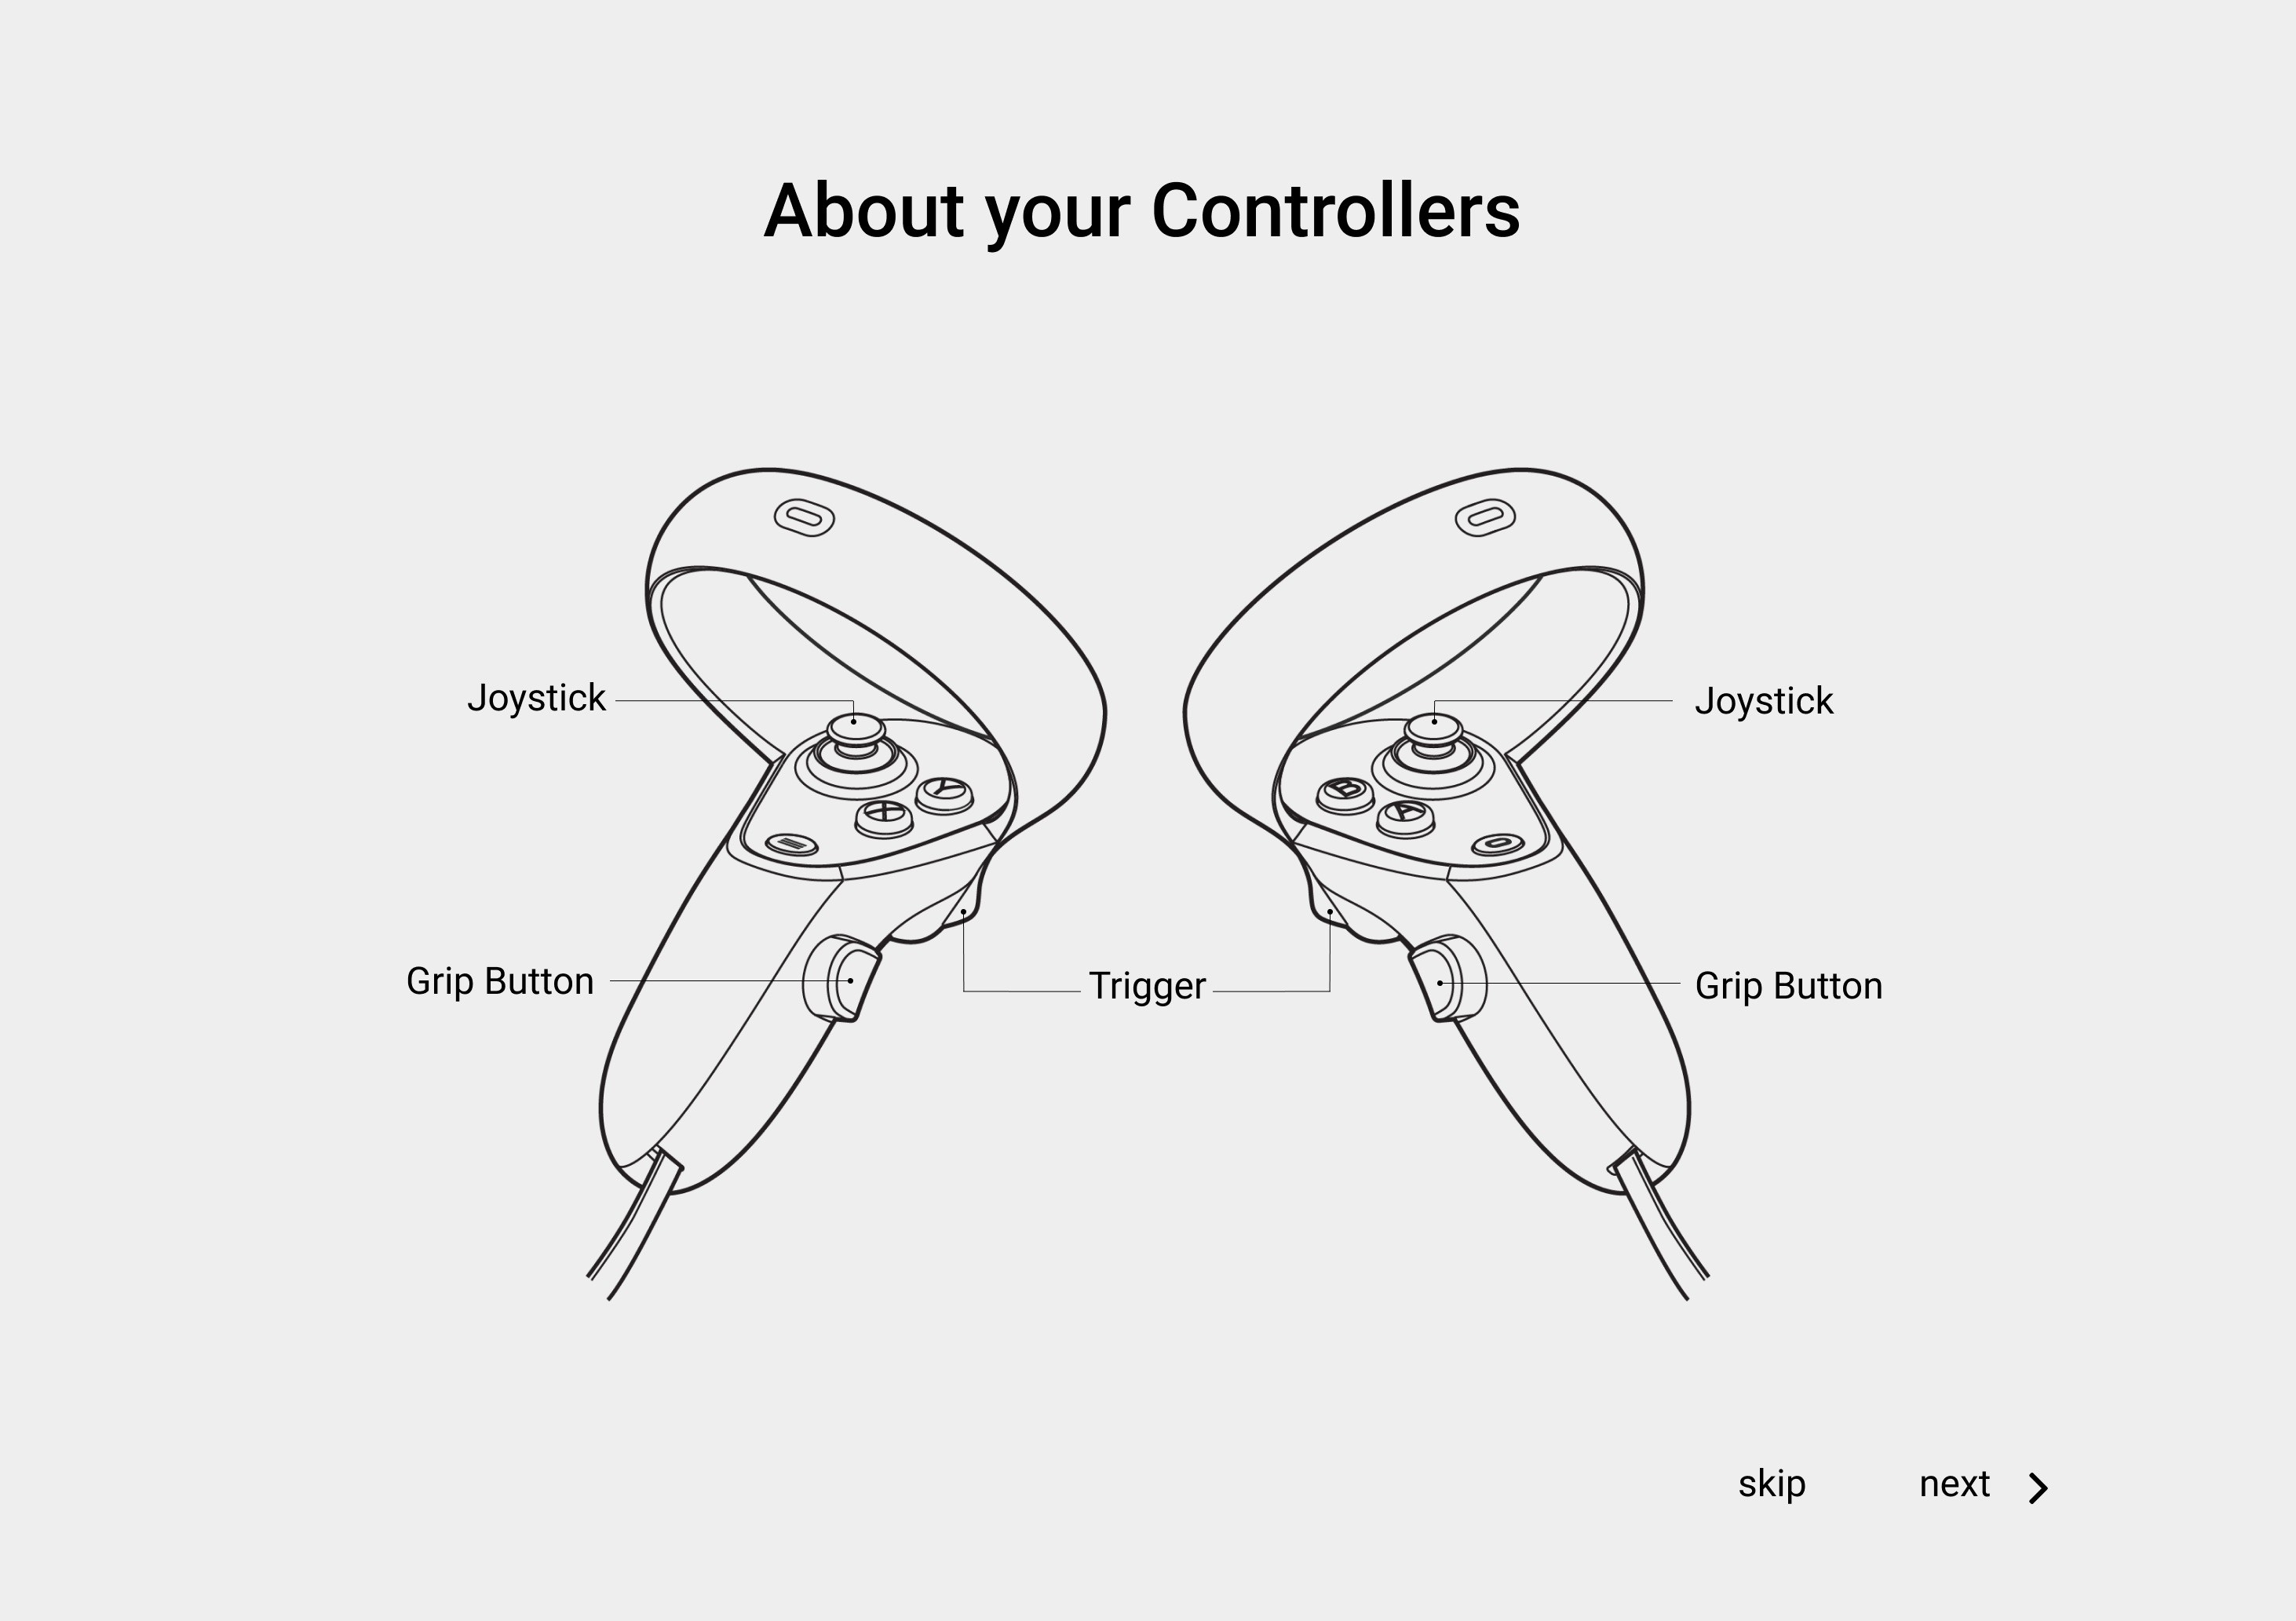 About your Controllers
Joystick
Joystick
Y
X
B
A
Grip Button
Trigger
Grip Button
skip
next